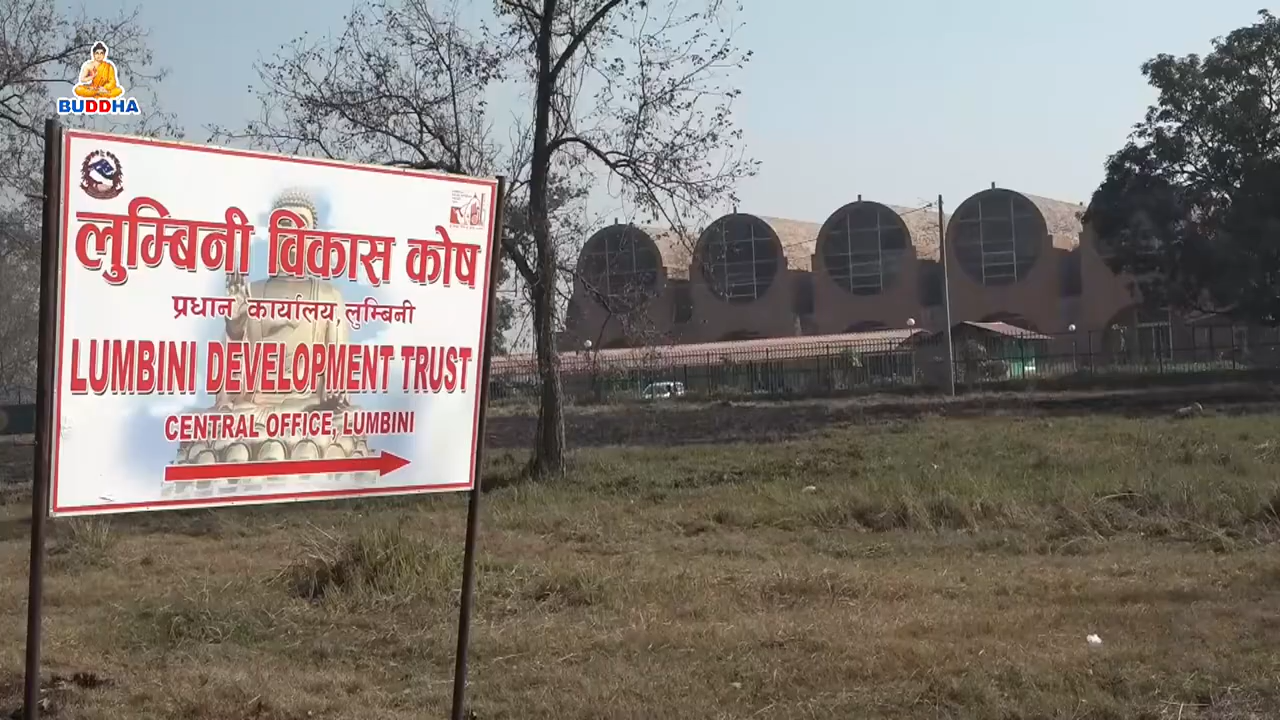 BUDDHA
लुम्बिनी विकास कोष
प्रधान कार्यालय, लुम्बिनी
LUMBINI DEVELOPMENT TRUST
CENTRAL OFFICE, LUMBINI